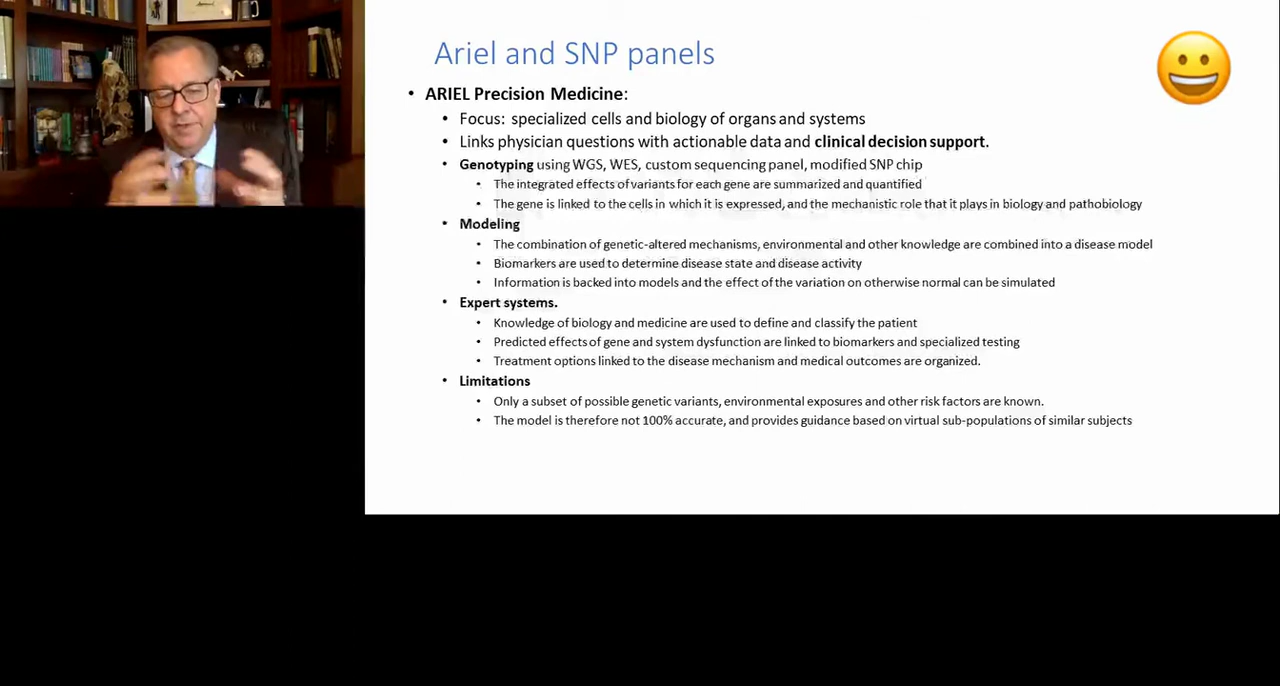 Ariel and SNP panels
• ARIEL Precision Medicine:
• Focus: specialized cells and biology of organs and systems
• Links physician questions with actionable data and clinical decision support.
• Genotyping using WGS, WES, custom sequencing panel, modified SNP chip
• The integrated effects of variants for each gene are summarized and quantified
• The gene is linked to the cells in which it is expressed, and the mechanistic role that it plays in biology and pathobiology
• Modeling
• The combination of genetic-altered mechanisms, environmental and other knowledge are combined into a disease model
• Biomarkers are used to determine disease state and disease activity
• Information is backed into models and the effect of the variation on otherwise normal can be simulated
• Expert systems.
• Knowledge of biology and medicine are used to define and classify the patient
• Predicted effects of gene and system dysfunction are linked to biomarkers and specialized testing
• Treatment options linked to the disease mechanism and medical outcomes are organized.
• Limitations
• Only a subset of possible genetic variants, environmental exposures and other risk factors are known.
• The model is therefore not 100% accurate, and provides guidance based on virtual sub-populations of similar subjects